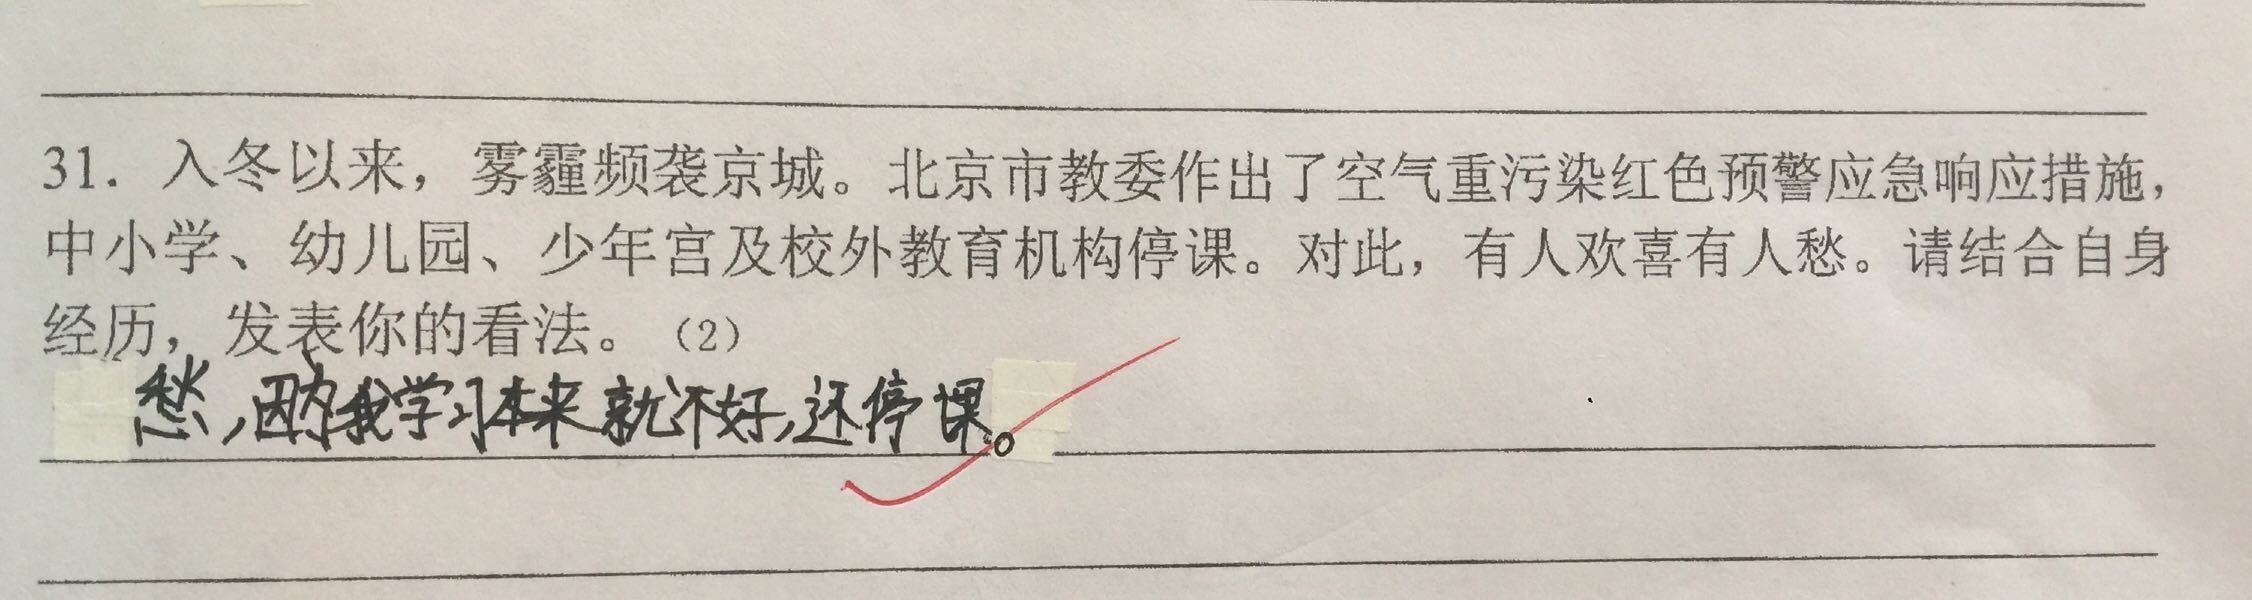 31. 入冬以来，雾霾频袭京城。北京市教委作出了空气重污染红色预警应急响应措施，
中小学、幼儿园、少年宫及校外教育机构停课。对此，有人欢喜有人愁。请结合自身
经历，发表你的看法。（2）
愁，因为我学习本来就不好，还停课。